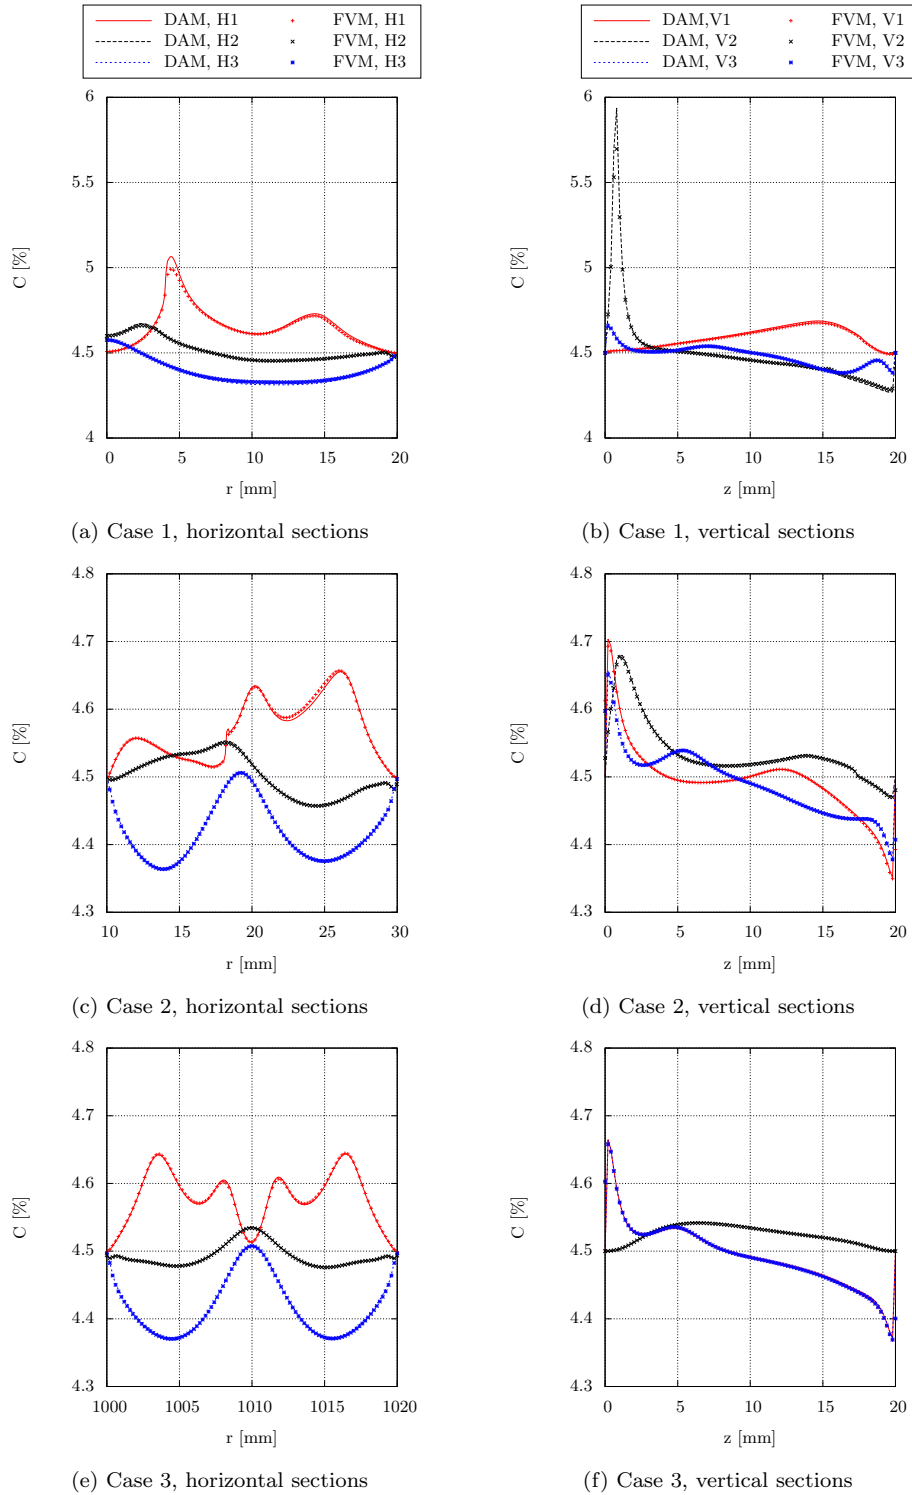 DAM, H1 FVM, H1
DAM, H2 FVM, H2
DAM, H3 FVM, H3
DAM,V1 FVM, V1
DAM, V2 FVM, V2
DAM, V3 FVM, V3
6
5.5
5
4.5
4
C [%]
0 5 10 15 20
r [mm]
(a) Case 1, horizontal sections
6
5.5
5
4.5
4
C [%]
0 5 10 15 20
z [mm]
(b) Case 1, vertical sections
4.8
4.7
4.6
4.5
4.4
4.3
C [%]
10 15 20 25 30
r [mm]
(c) Case 2, horizontal sections
4.8
4.7
4.6
4.5
4.4
4.3
C [%]
0 5 10 15 20
z [mm]
(d) Case 2, vertical sections
4.8
4.7
4.6
4.5
4.4
4.3
C [%]
1000 1005 1010 1015 1020
r [mm]
(e) Case 3, horizontal sections
4.8
4.7
4.6
4.5
4.4
4.3
C [%]
0 5 10 15 20
z [mm]
(f) Case 3, vertical sections